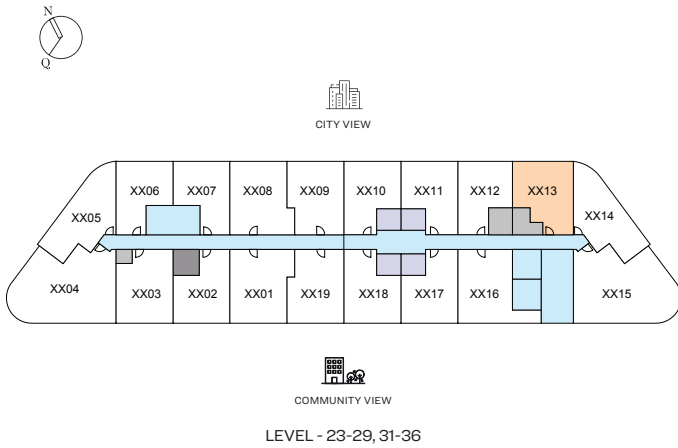 N
Q
CITY VIEW
XX06 XX07 XX08 XX09 XX10 XX11 XX12 XX13
XX05 XX14
XX04 XX03 XX02 XX01 XX19 XX18 XX17 XX16 XX15
COMMUNITY VIEW
LEVEL - 23-29, 31-36